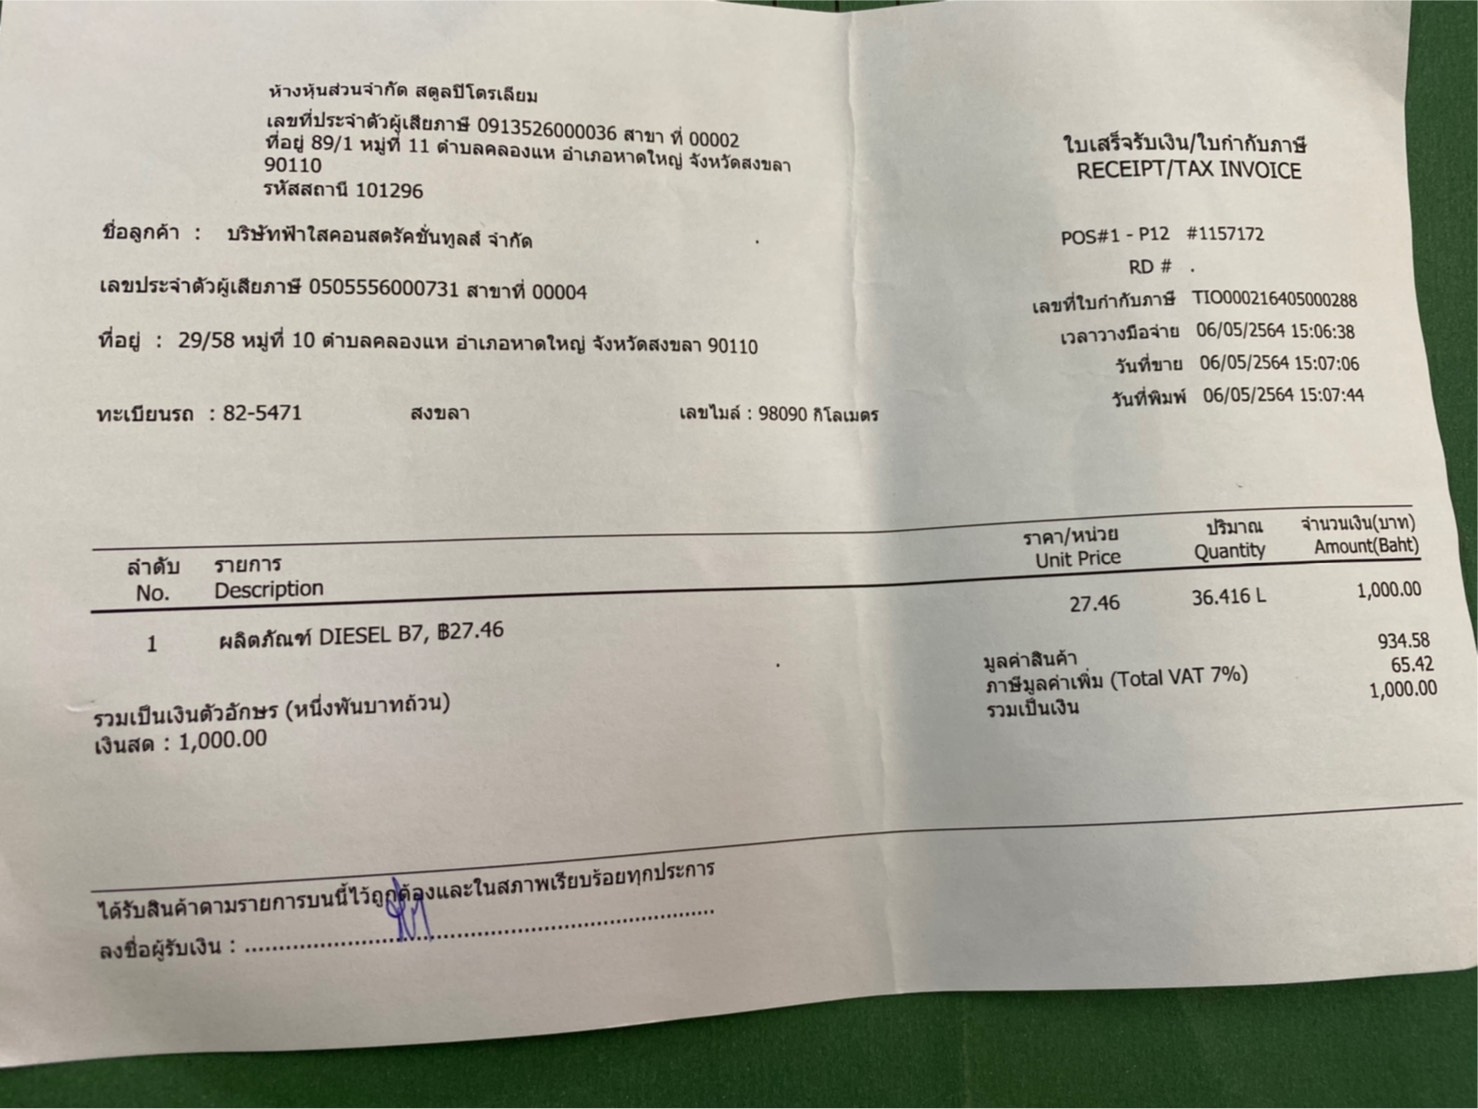 ห้างหุ้นส่วนจำกัด สตูลปิโตรเลียม
เลขที่ประจำตัวผู้เสียภาษี 0913526000036 สาขา ที่ 00002
ที่อยู่ 89/1 หมู่ที่ 11 ตำบลคลองแห อำเภอหาดใหญ่ จังหวัดสงขลา
90110
รหัสสถานี 101296
ใบเสร็จรับเงิน/ใบกำกับภาษี
RECEIPT/TAX INVOICE
ชื่อลูกค้า : บริษัทฟ้าใสคอนสตรัคชั่นทูลส์ จำกัด
เลขประจำตัวผู้เสียภาษี 0505556000731 สาขาที่ 00004
ที่อยู่ : 29/58 หมู่ที่ 10 ตำบลคลองแห อำเภอหาดใหญ่ จังหวัดสงขลา 90110
ทะเบียนรถ : 82-5471 สงขลา เลขไมล์ : 98090 กิโลเมตร
POS#1 - P12 #1157172
RD # .
เลขที่ใบกำกับภาษี TIO000216405000288
เวลาวางมือจ่าย 06/05/2564 15:06:38
วันที่ขาย 06/05/2564 15:07:06
วันที่พิมพ์ 06/05/2564 15:07:44
ลำดับ รายการ ราคา/หน่วย ปริมาณ จำนวนเงิน(บาท)
No. Description Unit Price Quantity Amount(Baht)
1 ผลิตภัณฑ์ DIESEL B7, ฿27.46 27.46 36.416 L 1,000.00
มูลค่าสินค้า 934.58
ภาษีมูลค่าเพิ่ม (Total VAT 7%) 65.42
รวมเป็นเงิน 1,000.00
รวมเป็นเงินตัวอักษร (หนึ่งพันบาทถ้วน)
เงินสด : 1,000.00
ได้รับสินค้าตามรายการบนนี้ไว้ถูกต้องและในสภาพเรียบร้อยทุกประการ
ลงชื่อผู้รับเงิน : ......................................................................